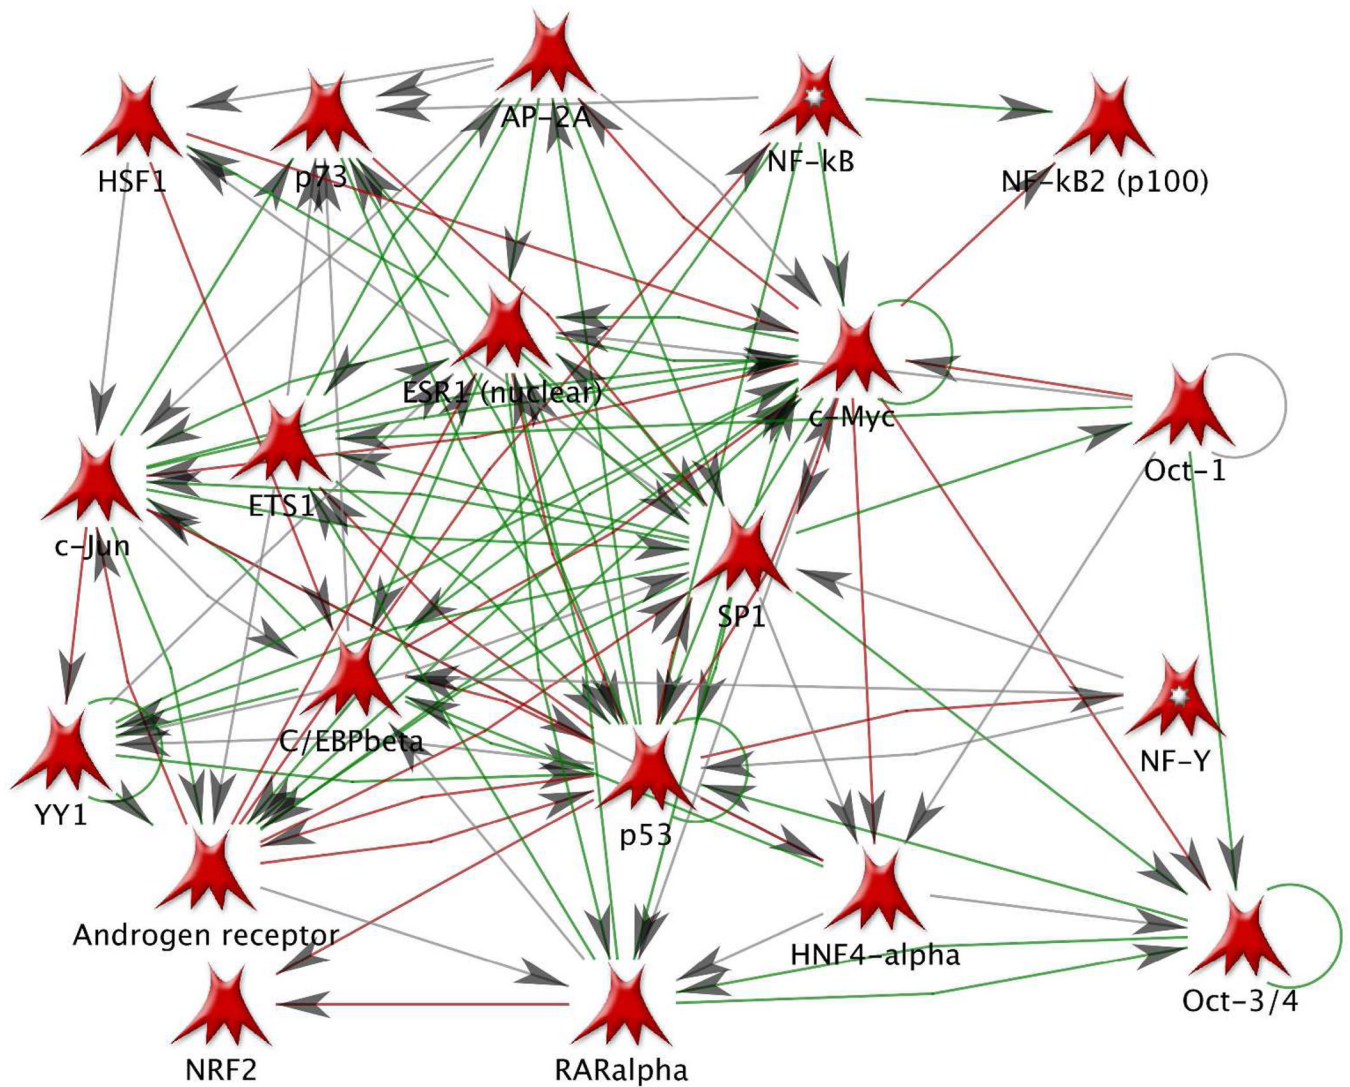 AP-2A
NF-kB
HSF1
p73
NF-kB2 (p100)
ESR1 (nuclear)
c-Myc
Oct-1
ETS1
c-Jun
SP1
C/EBPbeta
NF-Y
YY1
p53
Androgen receptor
HNF4-alpha
Oct-3/4
NRF2
RARalpha